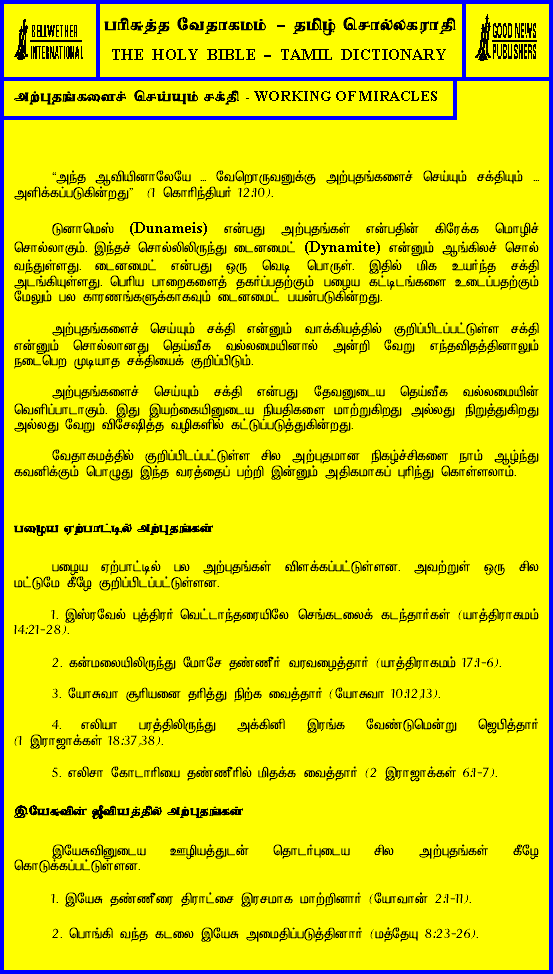 BELLWETHER
INTERNATIONAL
பரிசுத்த வேதாகமம் – தமிழ் சொல்லகராதி
THE HOLY BIBLE – TAMIL DICTIONARY
GOOD NEWS
PUBLISHERS
அற்புதங்களைச் செய்யும் சக்தி - WORKING OF MIRACLES
“அந்த ஆவியினாலேயே ... வேறொருவனுக்கு அற்புதங்களைச் செய்யும் சக்தியும் ...
அளிக்கப்படுகின்றது” (1 கொரிந்தியர் 12:10).
டுனாமெஸ் (Dunameis) என்பது அற்புதங்கள் என்பதின் கிரேக்க மொழிச்
சொல்லாகும். இந்தச் சொல்லிலிருந்து டைனமைட் (Dynamite) என்னும் ஆங்கிலச் சொல்
வந்துள்ளது. டைனமைட் என்பது ஒரு வெடி பொருள். இதில் மிக உயர்ந்த சக்தி
அடங்கியுள்ளது. பெரிய பாறைகளைத் தகர்ப்பதற்கும் பழைய கட்டிடங்களை உடைப்பதற்கும்
மேலும் பல காரணங்களுக்காகவும் டைனமைட் பயன்படுகின்றது.
அற்புதங்களைச் செய்யும் சக்தி என்னும் வாக்கியத்தில் குறிப்பிடப்பட்டுள்ள சக்தி
என்னும் சொல்லானது தெய்வீக வல்லமையினால் அன்றி வேறு எந்தவிதத்தினாலும்
நடைபெற முடியாத சக்தியைக் குறிப்பிடும்.
அற்புதங்களைச் செய்யும் சக்தி என்பது தேவனுடைய தெய்வீக வல்லமையின்
வெளிப்பாடாகும். இது இயற்கையினுடைய நியதிகளை மாற்றுகிறது அல்லது நிறுத்துகிறது
அல்லது வேறு விசேஷித்த வழிகளில் கட்டுப்படுத்துகின்றது.
வேதாகமத்தில் குறிப்பிடப்பட்டுள்ள சில அற்புதமான நிகழ்ச்சிகளை நாம் ஆழ்ந்து
கவனிக்கும் பொழுது இந்த வரத்தைப் பற்றி இன்னும் அதிகமாகப் புரிந்து கொள்ளலாம்.
பழைய ஏற்பாட்டில் அற்புதங்கள்
பழைய ஏற்பாட்டில் பல அற்புதங்கள் விளக்கப்பட்டுள்ளன. அவற்றுள் ஒரு சில
மட்டுமே கீழே குறிப்பிடப்பட்டுள்ளன.
1. இஸ்ரவேல் புத்திரர் வெட்டாந்தரையிலே செங்கடலைக் கடந்தார்கள் (யாத்திராகமம்
14:21-28).
2. கன்மலையிலிருந்து மோசே தண்ணீர் வரவழைத்தார் (யாத்திராகமம் 17:1-6).
3. யோசுவா சூரியனை தரித்து நிற்க வைத்தார் (யோசுவா 10:12,13).
4. எலியா பரத்திலிருந்து அக்கினி இரங்க வேண்டுமென்று ஜெபித்தார்
(1 இராஜாக்கள் 18:37,38).
5. எலிசா கோடாரியை தண்ணீரில் மிதக்க வைத்தார் (2 இராஜாக்கள் 6:1-7).
இயேசுவின் ஜீவியத்தில் அற்புதங்கள்
இயேசுவினுடைய ஊழியத்துடன் தொடர்புடைய சில அற்புதங்கள் கீழே
கொடுக்கப்பட்டுள்ளன.
1. இயேசு தண்ணீரை திராட்சை இரசமாக மாற்றினார் (யோவான் 2:1-11).
2. பொங்கி வந்த கடலை இயேசு அமைதிப்படுத்தினார் (மத்தேயு 8:23-26).